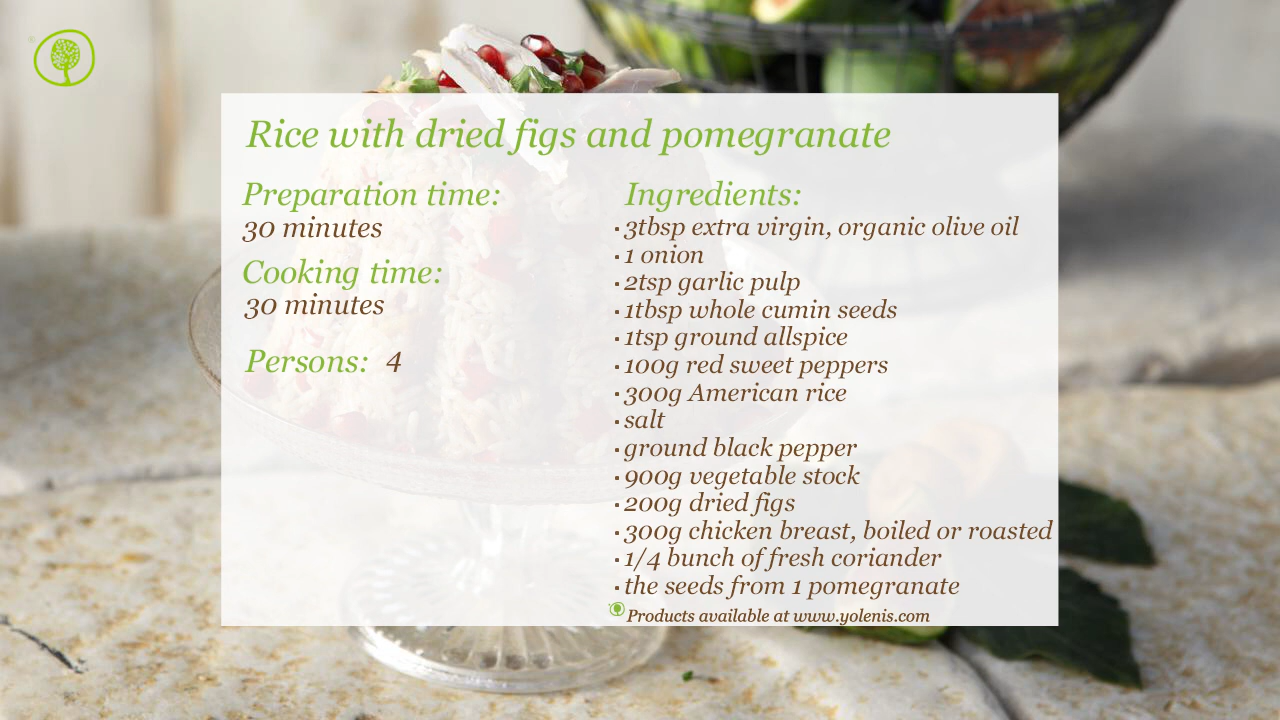 Rice with dried figs and pomegranate
Preparation time:
30 minutes
Cooking time:
30 minutes
Persons: 4
Ingredients:
· 3tbsp extra virgin, organic olive oil
· 1 onion
· 2tsp garlic pulp
· 1tbsp whole cumin seeds
· 1tsp ground allspice
· 100g red sweet peppers
· 300g American rice
· salt
· ground black pepper
· 900g vegetable stock
· 200g dried figs
· 300g chicken breast, boiled or roasted
· 1/4 bunch of fresh coriander
· the seeds from 1 pomegranate
Products available at www.yolenis.com